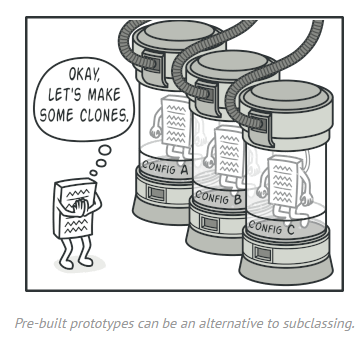 OKAY,
LET'S MAKE
SOME CLONES.
CONFIG A
CONFIG B
CONFIG C
Pre-built prototypes can be an alternative to subclassing.